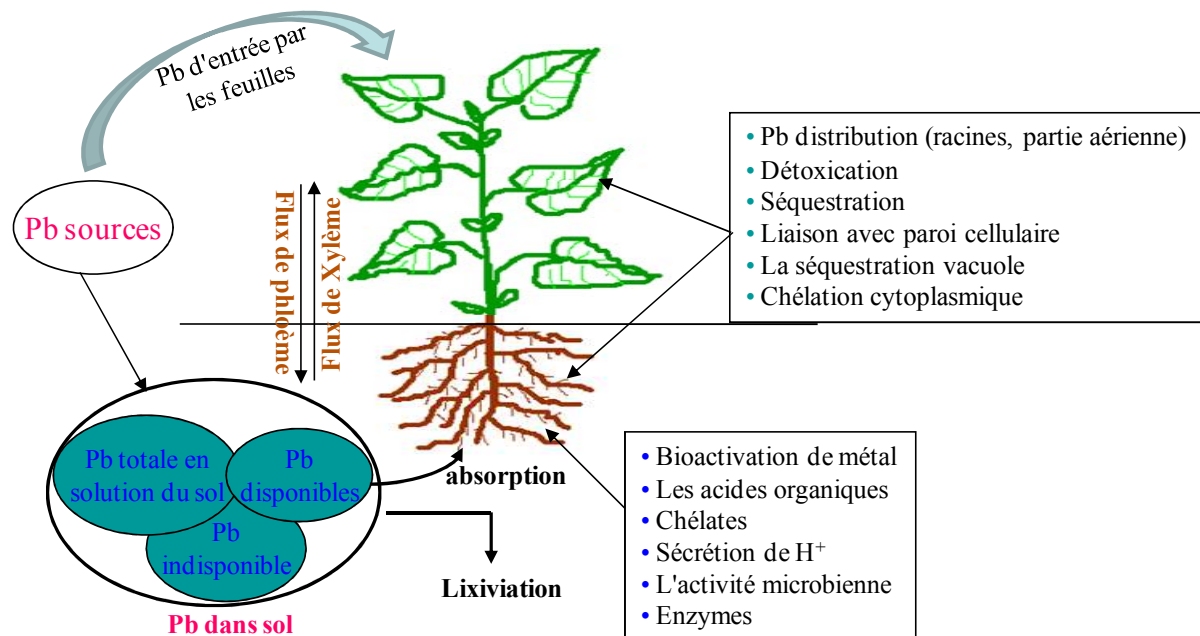 Pb d'entrée par
les feuilles
Pb sources
Flux de phloème
Flux de Xylème
• Pb distribution (racines, partie aérienne)
• Détoxication
• Séquestration
• Liaison avec paroi cellulaire
• La séquestration vacuole
• Chélation cytoplasmique
Pb totale en
solution du sol
Pb
disponibles
Pb
indisponible
Pb dans sol
absorption
Lixiviation
• Bioactivation de métal
• Les acides organiques
• Chélates
• Sécrétion de H⁺
• L'activité microbienne
• Enzymes